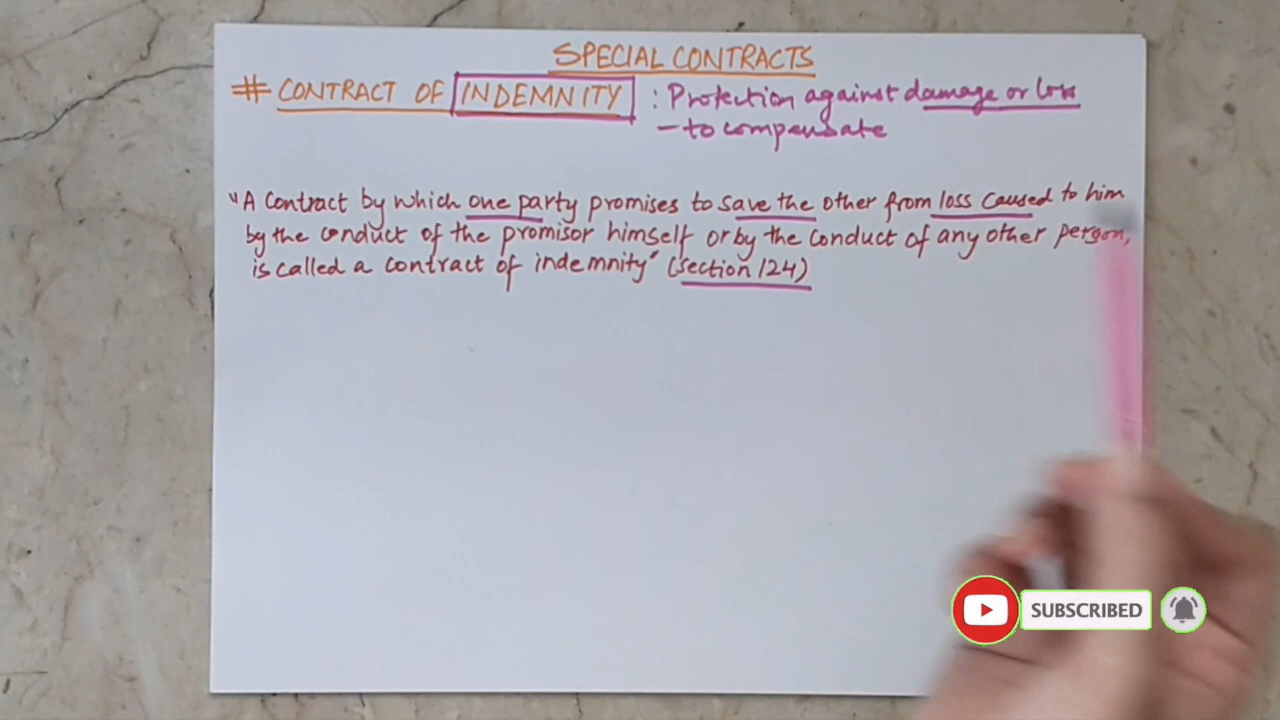 SPECIAL CONTRACTS
# CONTRACT OF INDEMNITY : Protection against damage or loss
- to compensate
"A Contract by which one party promises to save the other from loss caused to him
by the conduct of the promisor himself or by the conduct of any other person,
is called a contract of indemnity" (section 124)
SUBSCRIBED